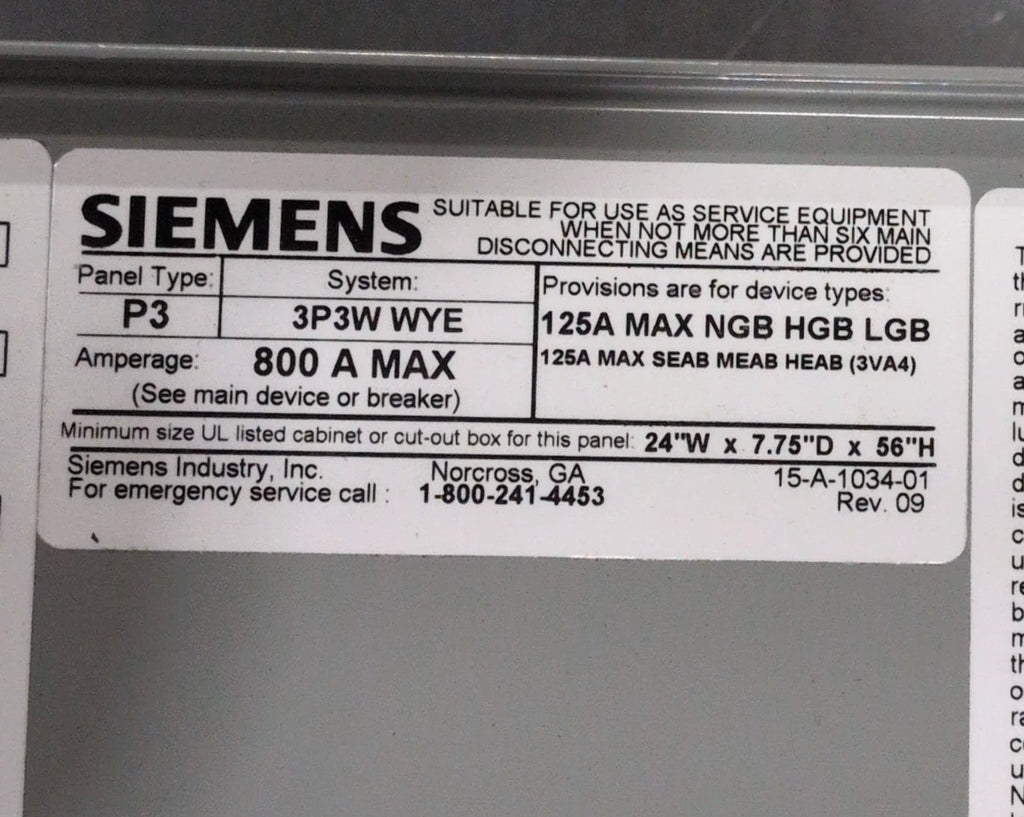 SIEMENS
SUITABLE FOR USE AS SERVICE EQUIPMENT
WHEN NOT MORE THAN SIX MAIN
DISCONNECTING MEANS ARE PROVIDED
Panel Type:
P3
System:
3P3W WYE
Amperage: 800 A MAX
(See main device or breaker)
Provisions are for device types:
125A MAX NGB HGB LGB
125A MAX SEAB MEAB HEAB (3VA4)
Minimum size UL listed cabinet or cut-out box for this panel: 24"W x 7.75"D x 56"H
Siemens Industry, Inc. Norcross, GA 15-A-1034-01
For emergency service call : 1-800-241-4453 Rev. 09